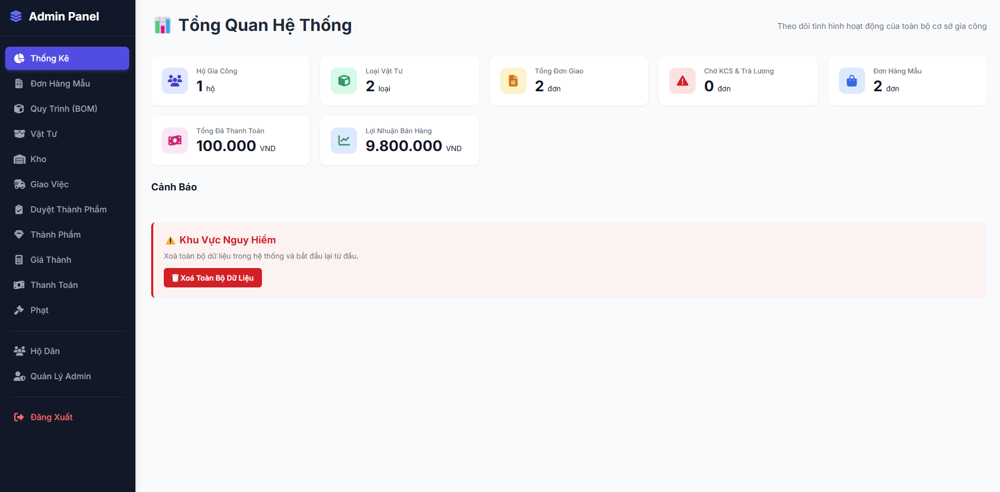 Admin Panel
Thống Kê
Đơn Hàng Mẫu
Quy Trình (BOM)
Vật Tư
Kho
Giao Việc
Duyệt Thành Phẩm
Thành Phẩm
Giá Thành
Thanh Toán
Phạt
Hộ Dân
Quản Lý Admin
Đăng Xuất
Tổng Quan Hệ Thống
Theo dõi tình hình hoạt động của toàn bộ cơ sở gia công
Hộ Gia Công
1 hộ
Loại Vật Tư
2 loại
Tổng Đơn Giao
2 đơn
Chờ KCS & Trả Lương
0 đơn
Đơn Hàng Mẫu
2 đơn
Tổng Đã Thanh Toán
100.000 VND
Lợi Nhuận Bán Hàng
9.800.000 VND
Cảnh Báo
Khu Vực Nguy Hiểm
Xoá toàn bộ dữ liệu trong hệ thống và bắt đầu lại từ đầu.
Xoá Toàn Bộ Dữ Liệu